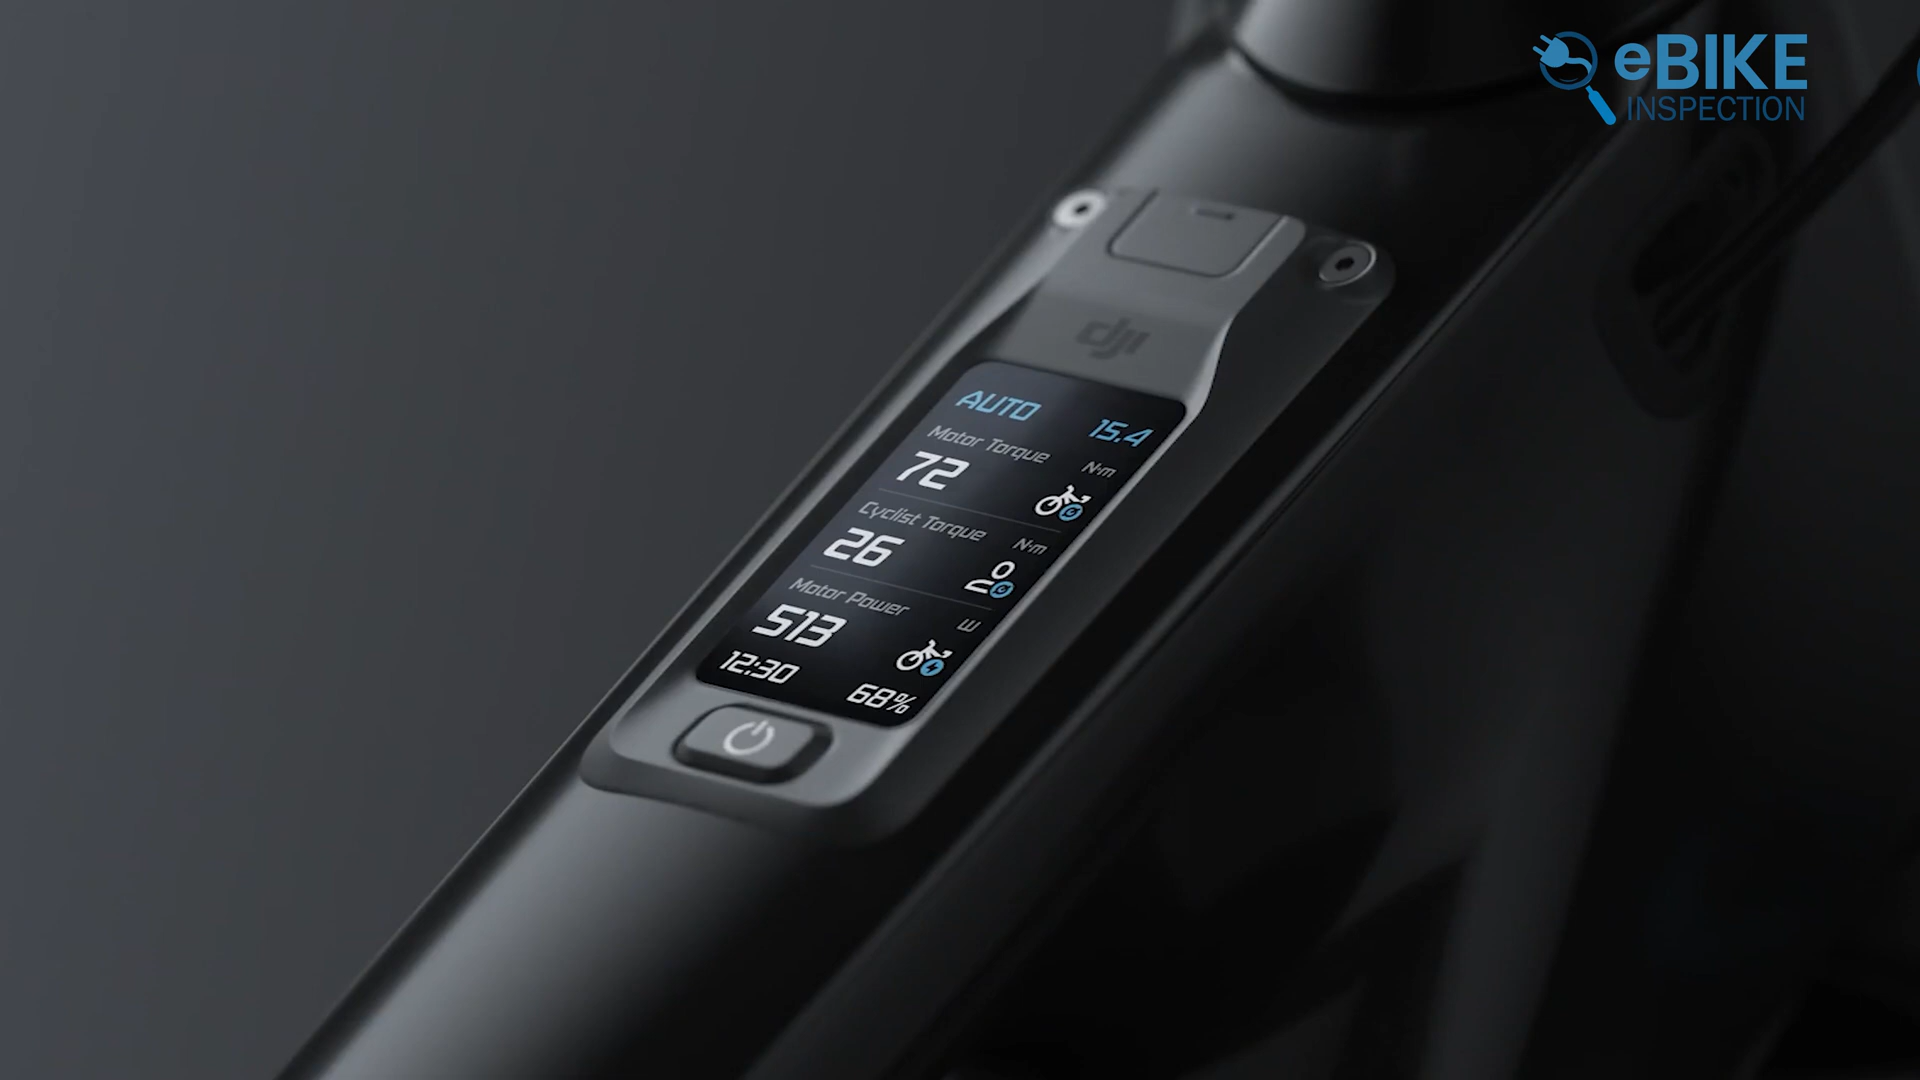 eBIKE
INSPECTION
dji
AUTO 15.4
Motor Torque N·m
72
Cyclist Torque N·m
26
Motor Power W
513
12:30 68%